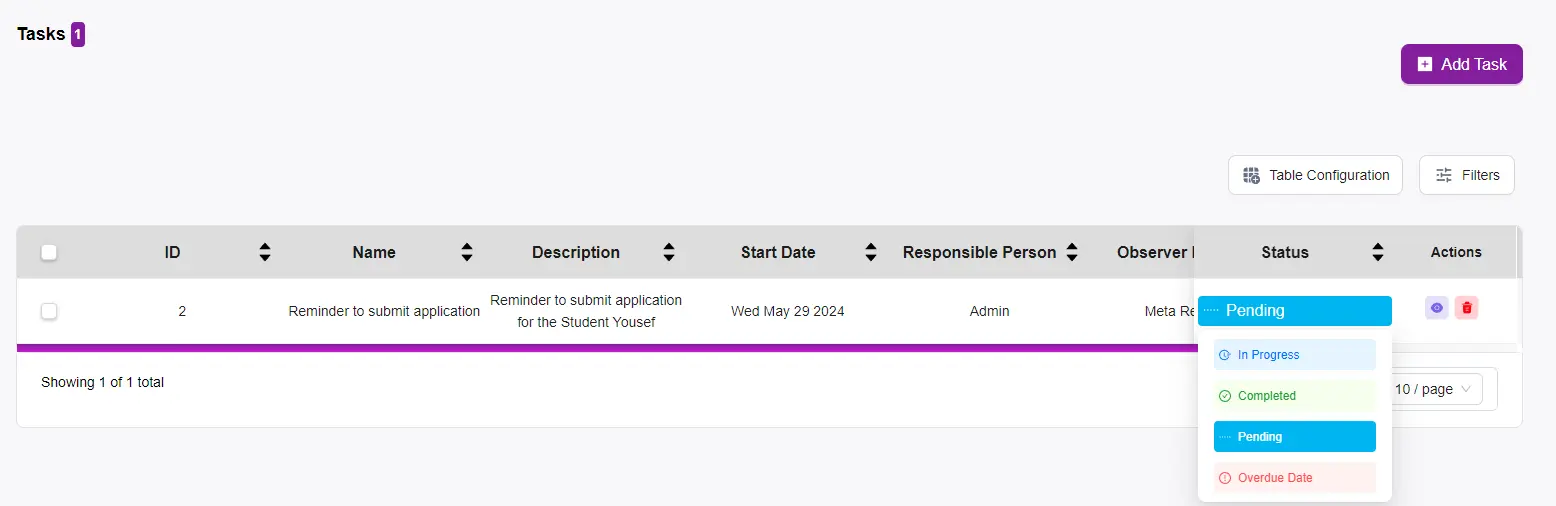 Tasks 1
Add Task
Table Configuration
Filters
ID Name Description Start Date Responsible Person Observer Status Actions
2 Reminder to submit application Reminder to submit application for the Student Yousef Wed May 29 2024 Admin Meta Re Pending
In Progress
Completed
Pending
Overdue Date
Showing 1 of 1 total
10 / page